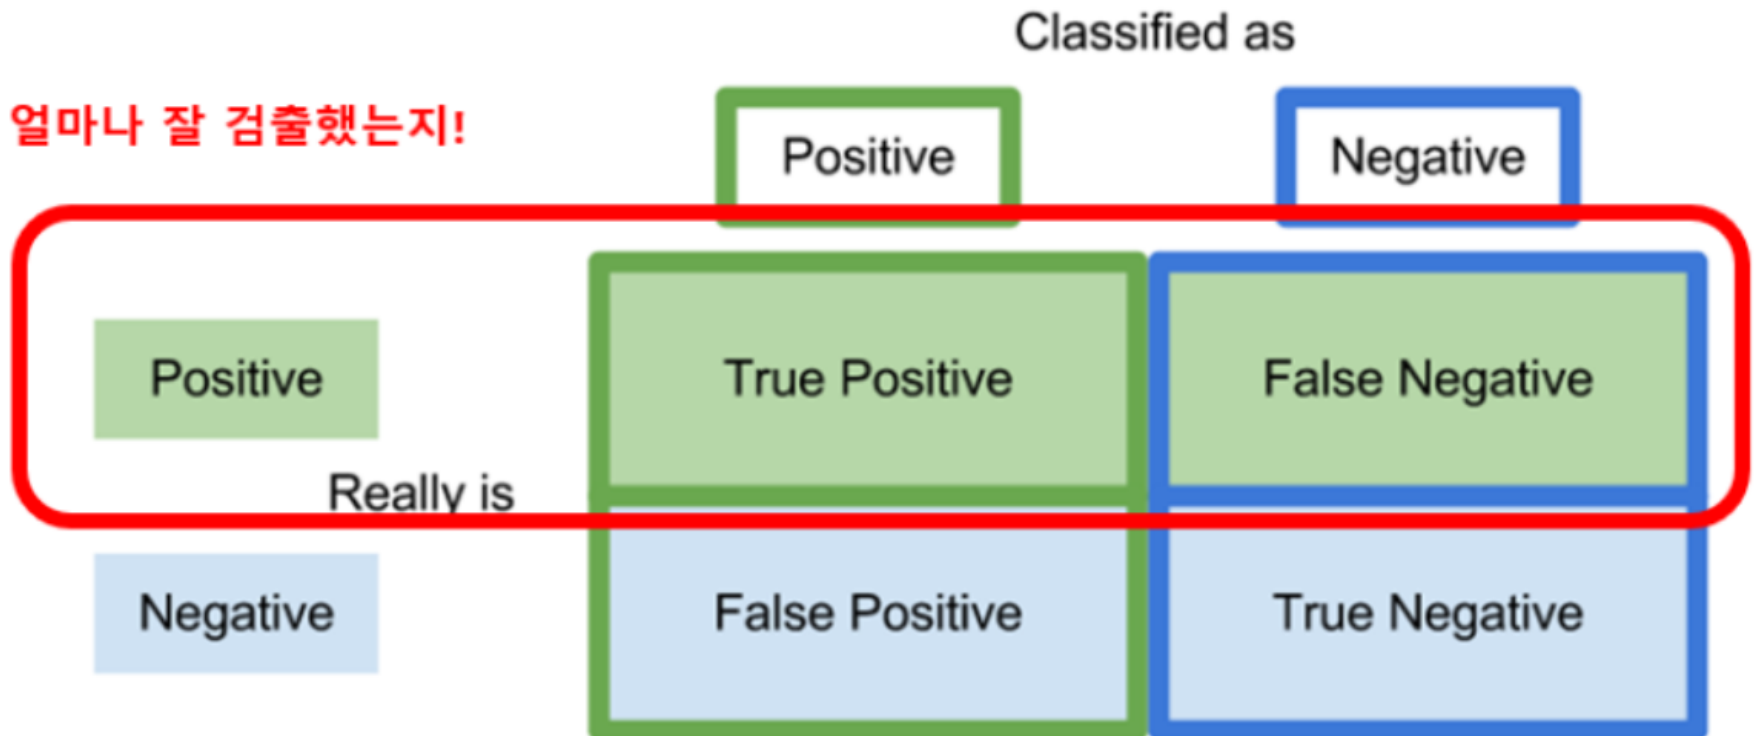 Classified as
얼마나 잘 검출했는지!
Positive
Negative
Positive
True Positive
False Negative
Really is
Negative
False Positive
True Negative